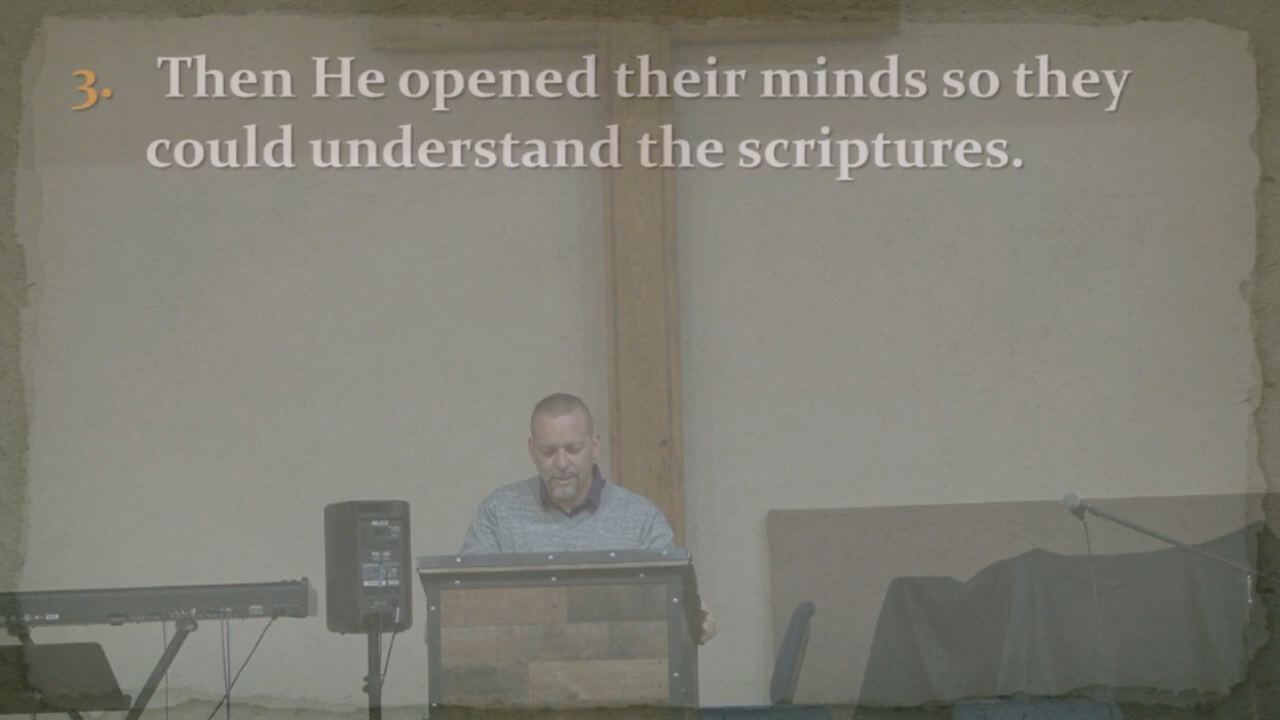 3. Then He opened their minds so they
could understand the scriptures.